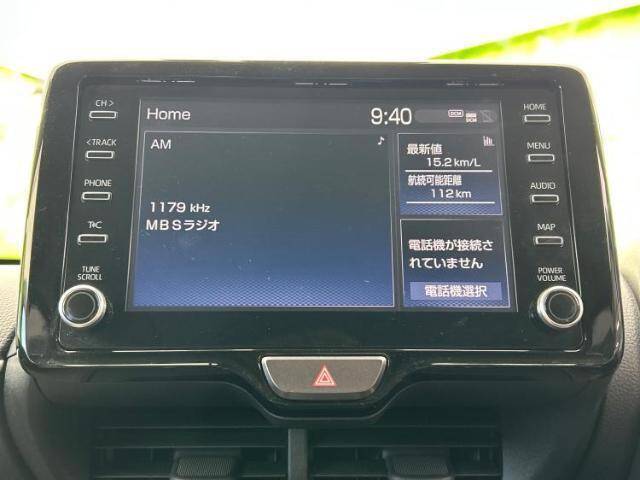 CH >
< TRACK
PHONE
T*C
TUNE
SCROLL
Home
9:40
DCM
AM
1179 kHz
MBSラジオ
最新値
15.2 km/L
航続可能距離
112 km
電話機が接続さ
れていません
電話機選択
HOME
MENU
AUDIO
MAP
POWER
VOLUME